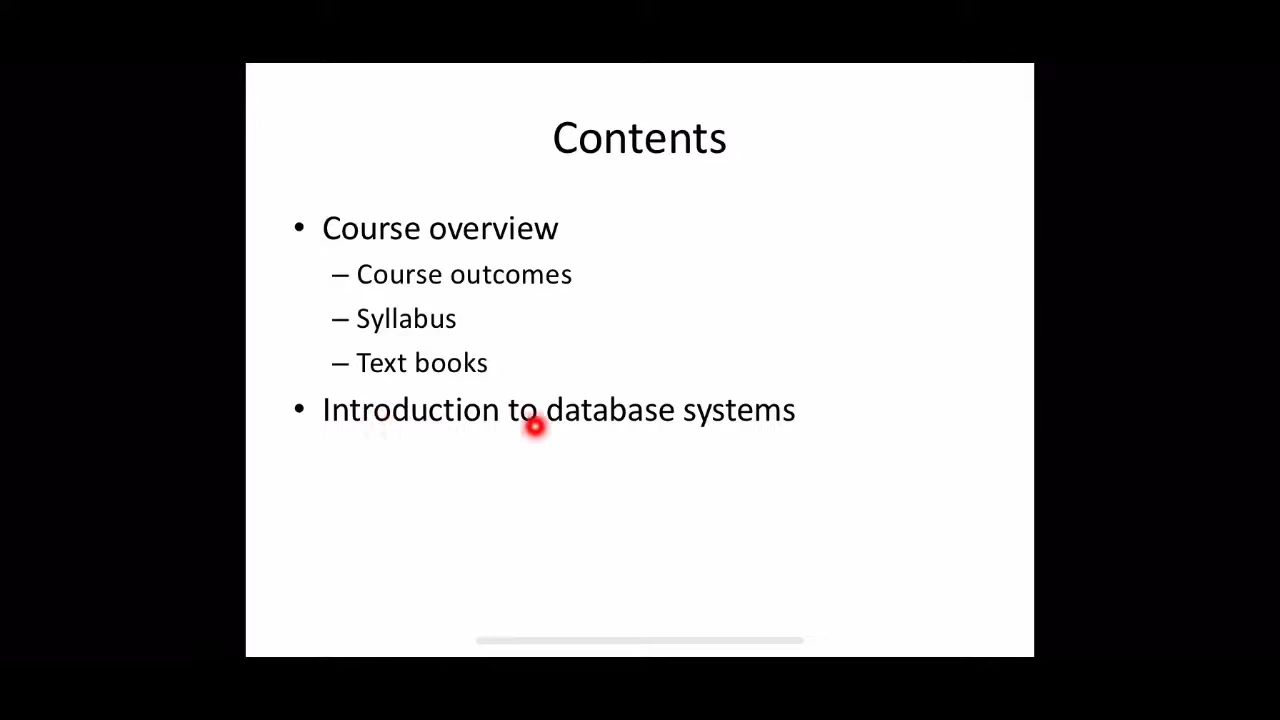 Contents
• Course overview
– Course outcomes
– Syllabus
– Text books
• Introduction to database systems